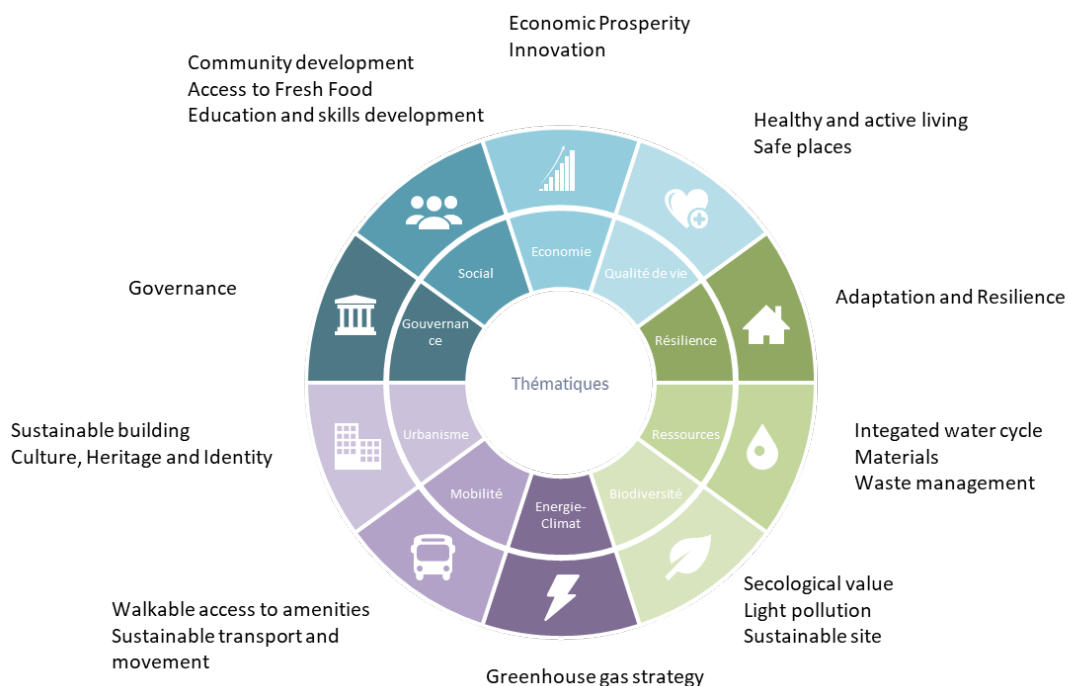 Economic Prosperity
Innovation
Community development
Access to Fresh Food
Education and skills development
Healthy and active living
Safe places
Economie
Social
Qualité de vie
Governance
Adaptation and Resilience
Gouvernan
ce
Résilience
Thématiques
Sustainable building
Culture, Heritage and Identity
Urbanisme
Ressources
Integated water cycle
Materials
Waste management
Mobilité
Energie-
Climat
Biodiversité
Secological value
Light pollution
Sustainable site
Walkable access to amenities
Sustainable transport and
movement
Greenhouse gas strategy